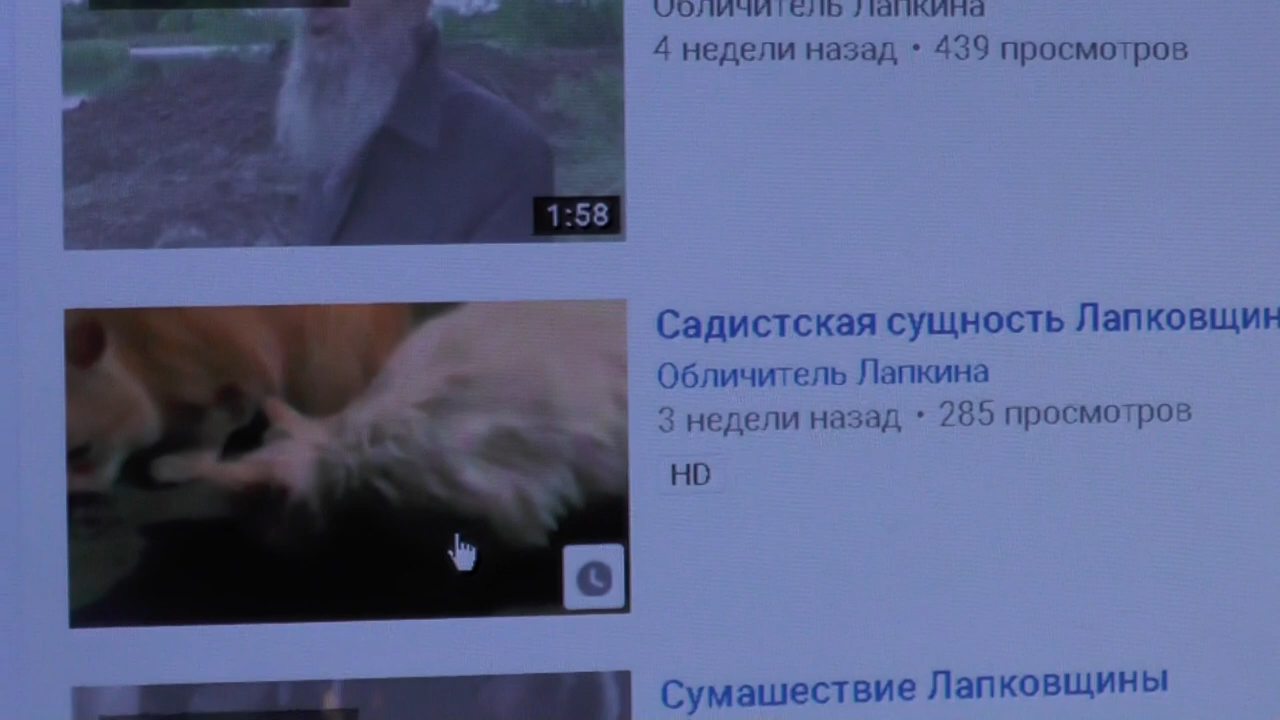 Обличитель Лапкина
4 недели назад • 439 просмотров
1:58
Садистская сущность Лапковщин
Обличитель Лапкина
3 недели назад • 285 просмотров
HD
Сумашествие Лапковщины